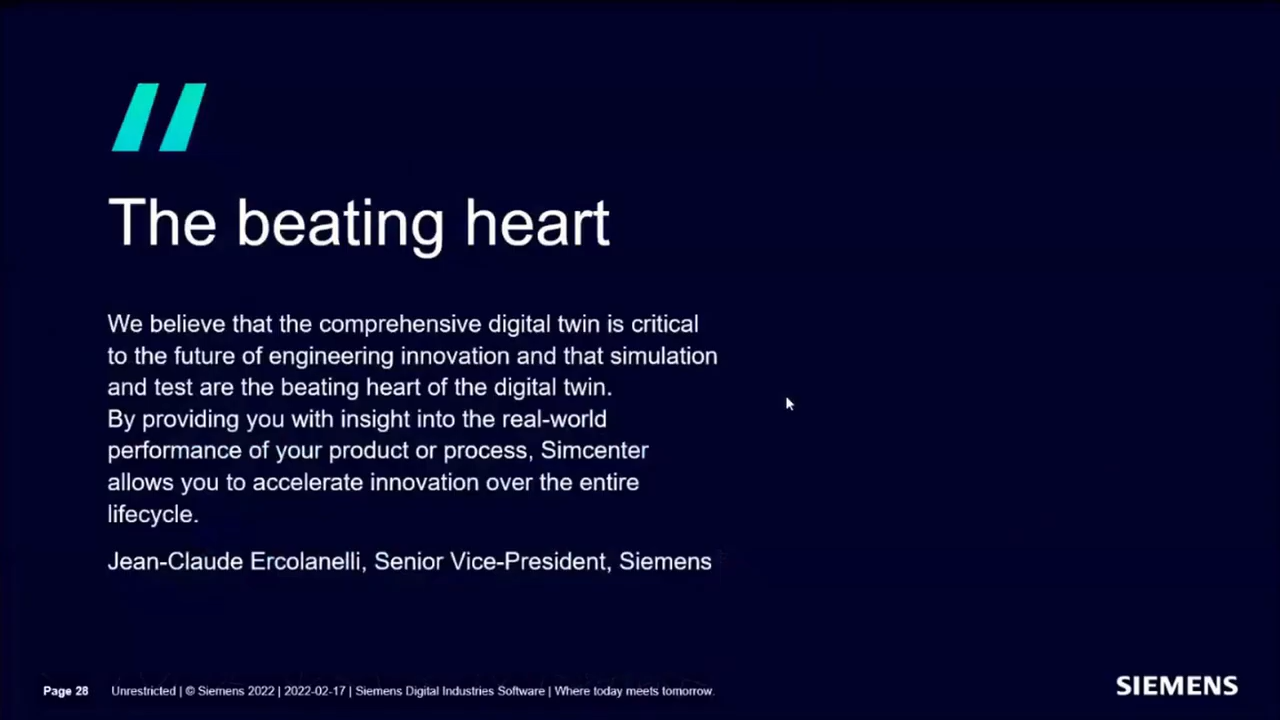 The beating heart
We believe that the comprehensive digital twin is critical
to the future of engineering innovation and that simulation
and test are the beating heart of the digital twin.
By providing you with insight into the real-world
performance of your product or process, Simcenter
allows you to accelerate innovation over the entire
lifecycle.
Jean-Claude Ercolanelli, Senior Vice-President, Siemens
Page 28 Unrestricted | © Siemens 2022 | 2022-02-17 | Siemens Digital Industries Software | Where today meets tomorrow.
SIEMENS